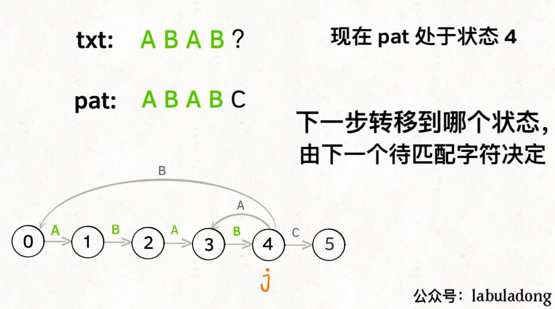 txt: A B A B ?
现在 pat 处于状态 4
pat: A B A B C
下一步转移到哪个状态，
由下一个待匹配字符决定
B
A
A B A B C
0 1 2 3 4 5
j
公众号：labuladong